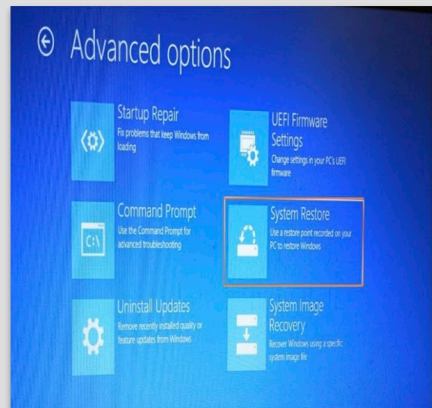 Advanced options
Startup Repair
Fix problems that keep Windows from
loading
UEFI Firmware
Settings
Change settings in your PC's UEFI
firmware
Command Prompt
Use the Command Prompt for
advanced troubleshooting
C:\
System Restore
Use a restore point recorded on your
PC to restore Windows
Uninstall Updates
Remove recently installed quality or
feature updates from Windows
System Image
Recovery
Recover Windows using a specific
system image file